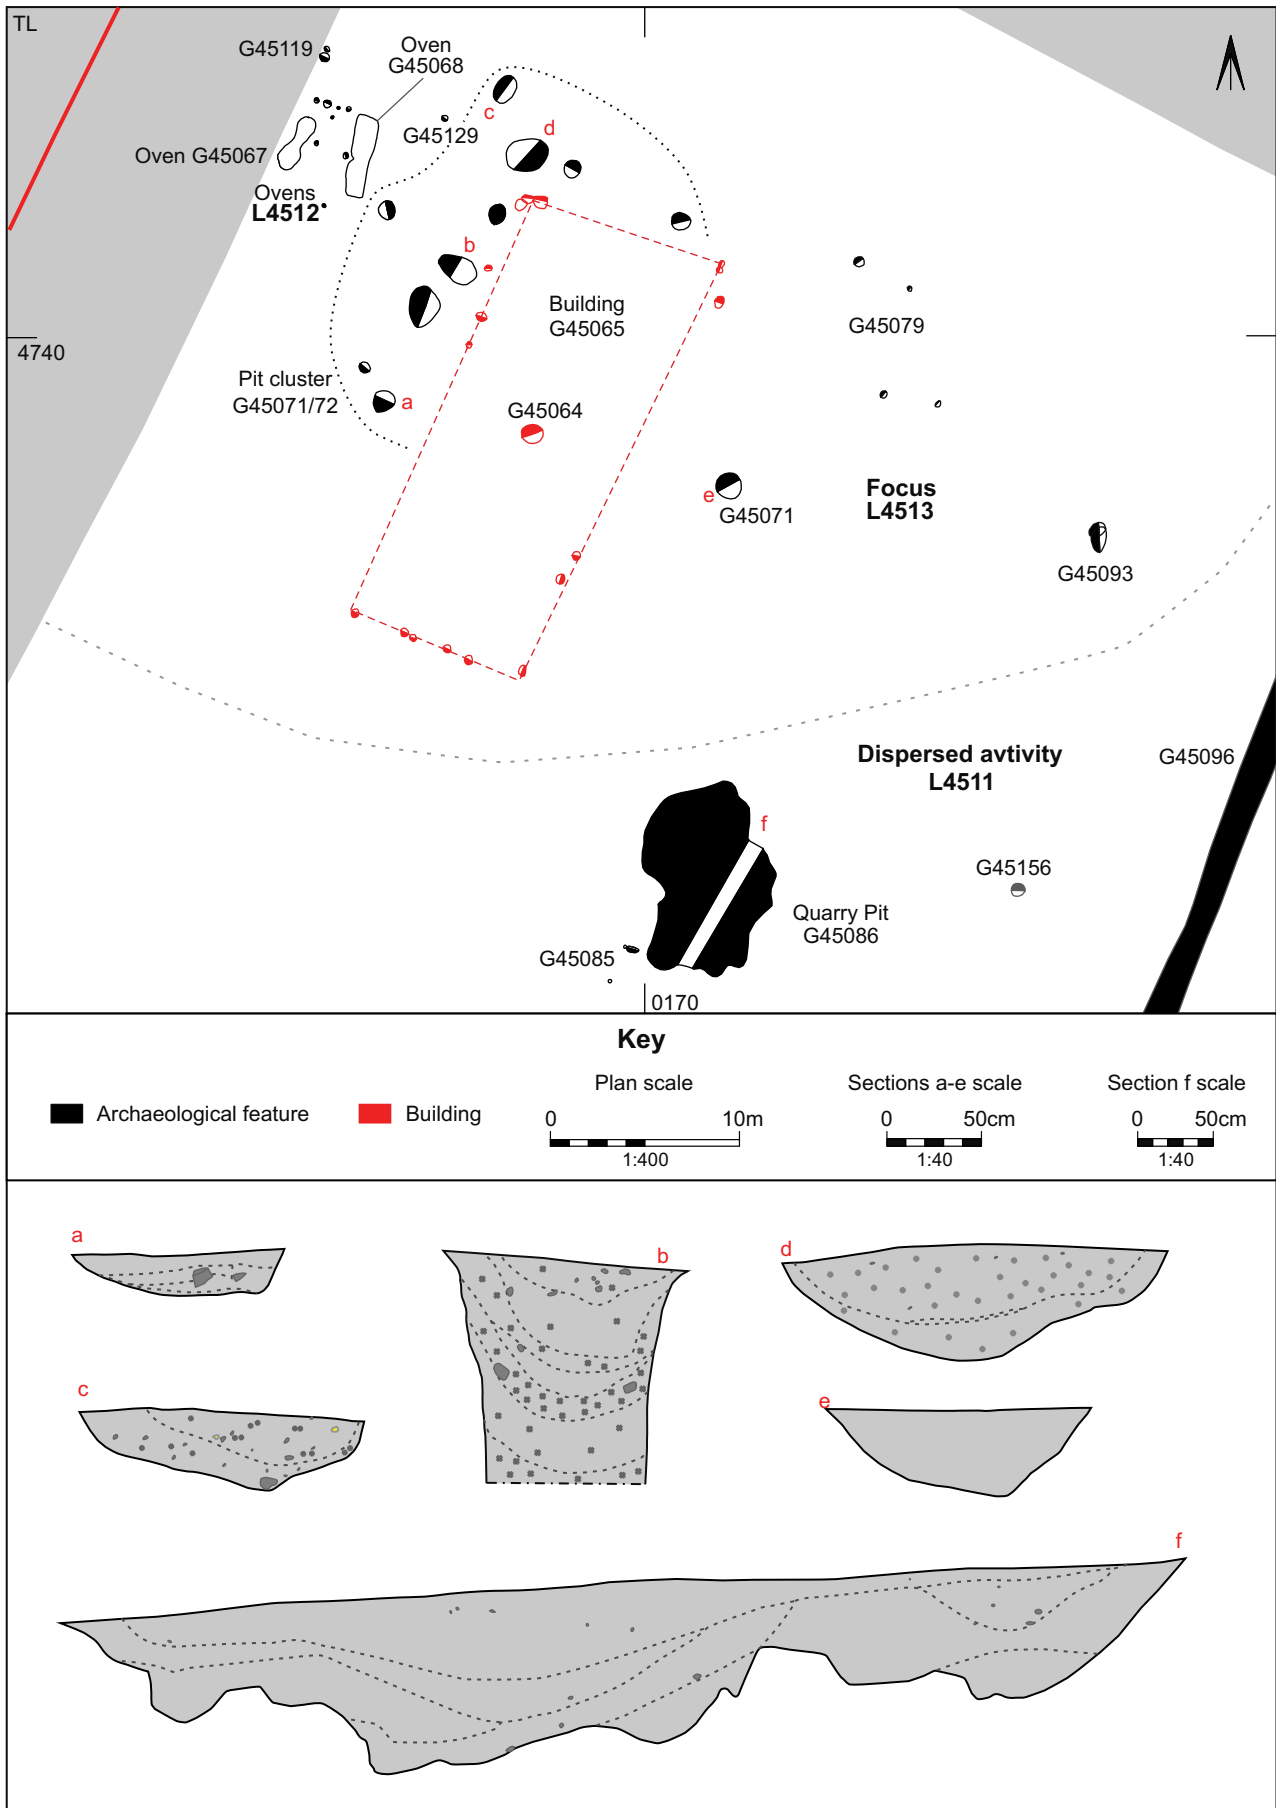 TL
G45119
Oven
G45068
c
d
G45129
Oven G45067
Ovens
L4512
b
Building
G45065
G45079
4740
Pit cluster
G45071/72
a
G45064
e
G45071
Focus
L4513
G45093
Dispersed avtivity
L4511
G45096
f
G45156
Quarry Pit
G45086
G45085
0170
Key
Archaeological feature
Building
Plan scale
0 10m
1:400
Sections a-e scale
0 50cm
1:40
Section f scale
0 50cm
1:40
a
b
d
c
e
f